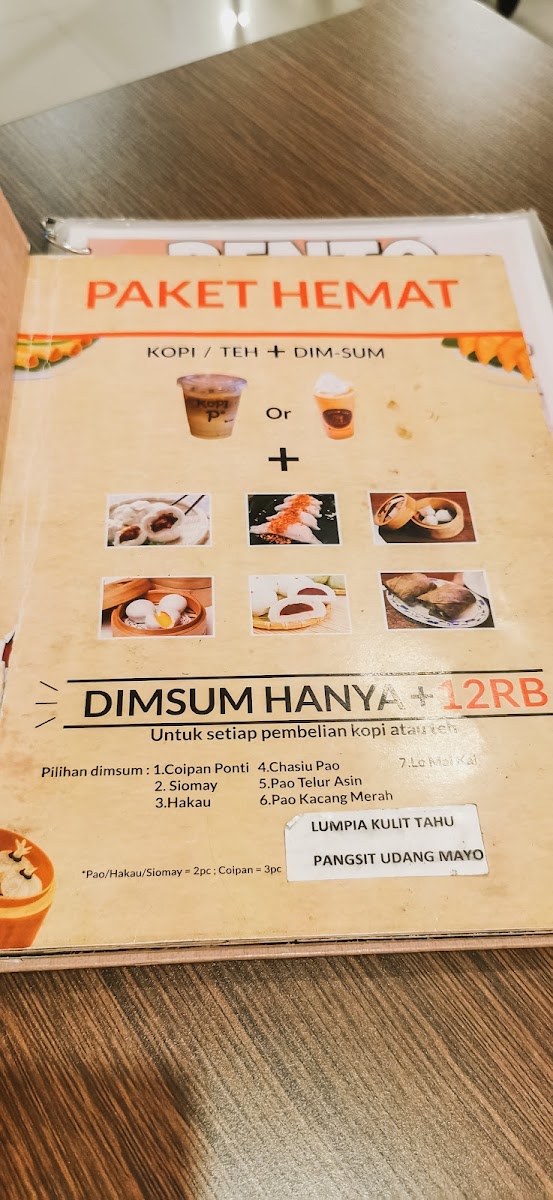 BENTO
PAKET HEMAT
KOPI / TEH + DIM-SUM
Kopi
P
Or
+
DIMSUM HANYA + 12RB
Untuk setiap pembelian kopi atau teh
Pilihan dimsum : 1.Coipan Ponti 4.Chasiu Pao 7.Lo Mai Kai
2. Siomay 5.Pao Telur Asin
3.Hakau 6.Pao Kacang Merah
LUMPIA KULIT TAHU
*Pao/Hakau/Siomay = 2pc ; Coipan = 3pc PANGSIT UDANG MAYO